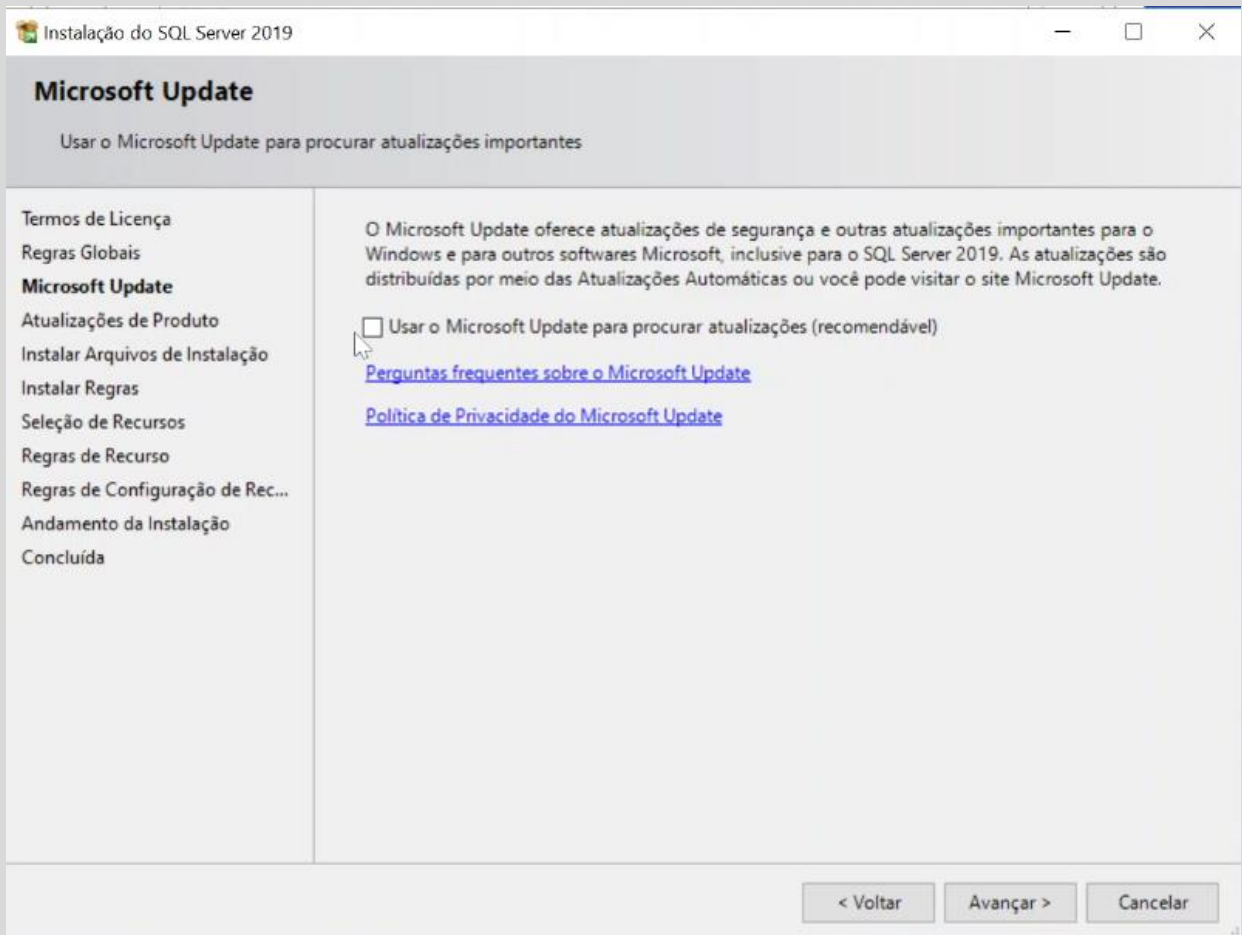 Instalação do SQL Server 2019
Microsoft Update
Usar o Microsoft Update para procurar atualizações importantes
Termos de Licença
Regras Globais
Microsoft Update
Atualizações de Produto
Instalar Arquivos de Instalação
Instalar Regras
Seleção de Recursos
Regras de Recurso
Regras de Configuração de Rec...
Andamento da Instalação
Concluída
O Microsoft Update oferece atualizações de segurança e outras atualizações importantes para o
Windows e para outros softwares Microsoft, inclusive para o SQL Server 2019. As atualizações são
distribuídas por meio das Atualizações Automáticas ou você pode visitar o site Microsoft Update.
Usar o Microsoft Update para procurar atualizações (recomendável)
Perguntas frequentes sobre o Microsoft Update
Política de Privacidade do Microsoft Update
< Voltar
Avançar >
Cancelar